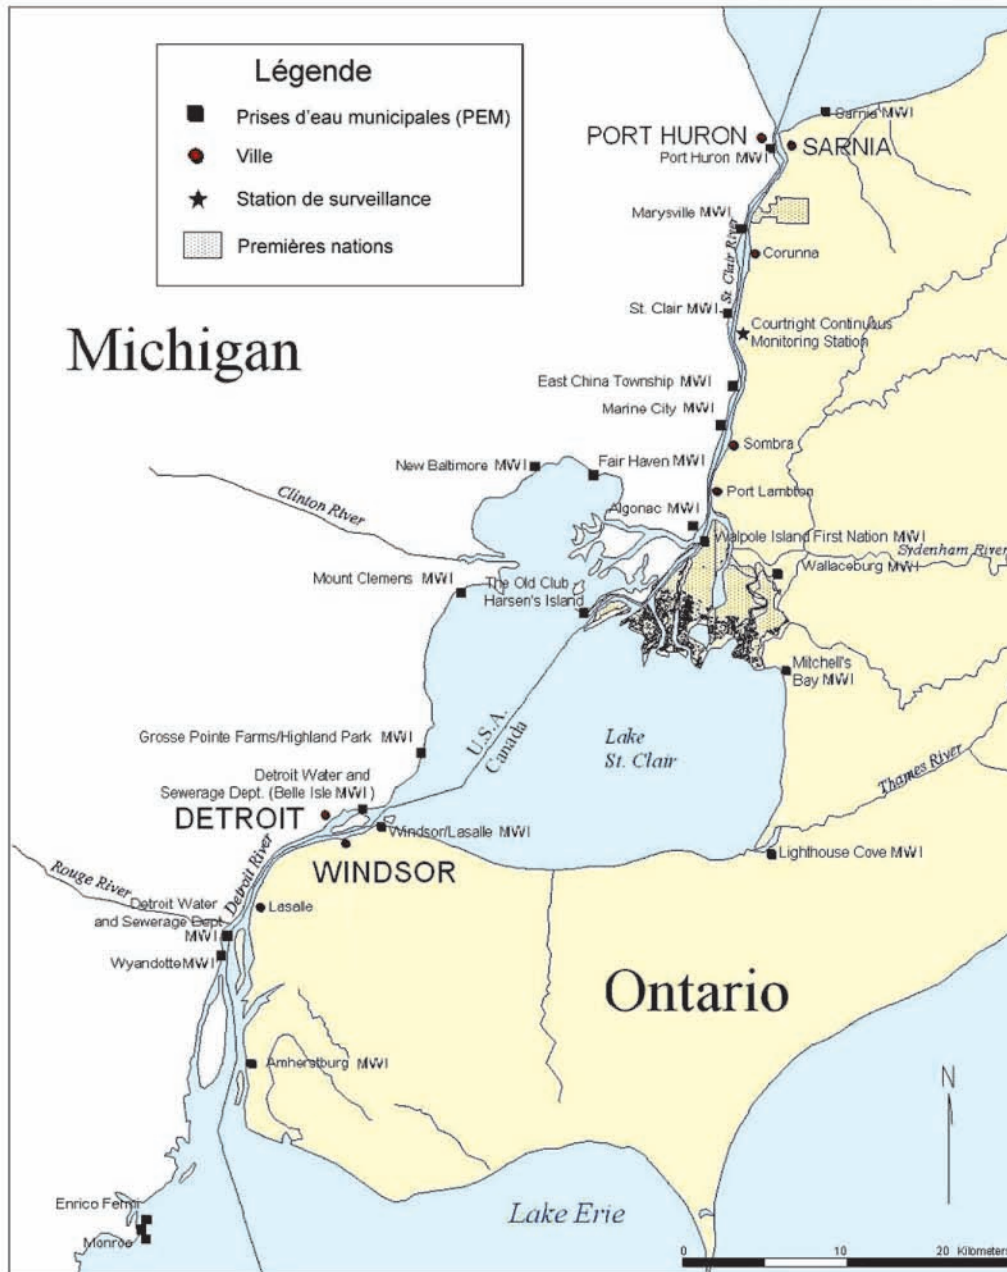 Légende
Prises d'eau municipales (PEM)
Ville
Station de surveillance
Premières nations
Sarnia MWI
PORT HURON
Port Huron MWI
SARNIA
Marysville MWI
St. Clair River
Corunna
St. Clair MWI
Courtright Continuous
Monitoring Station
Michigan
East China Township MWI
Marine City MWI
Sombra
New Baltimore MWI
Fair Haven MWI
Port Lambton
Clinton River
Algonac MWI
Walpole Island First Nation MWI
Sydenham River
Wallaceburg MWI
Mount Clemens MWI
The Old Club
Harsen's Island
Mitchell's
Bay MWI
U.S.A.
Canada
Lake
St. Clair
Grosse Pointe Farms/Highland Park MWI
Thames River
Detroit Water and
Sewerage Dept. (Belle Isle MWI)
DETROIT
Windsor/Lasalle MWI
Lighthouse Cove MWI
WINDSOR
Rouge River
Detroit River
Detroit Water
and Sewerage Dept
MWI
Lasalle
Wyandotte MWI
Ontario
Amherstburg MWI
N
Enrico Fermi
Monroe
Lake Erie
0 10 20 Kilometers